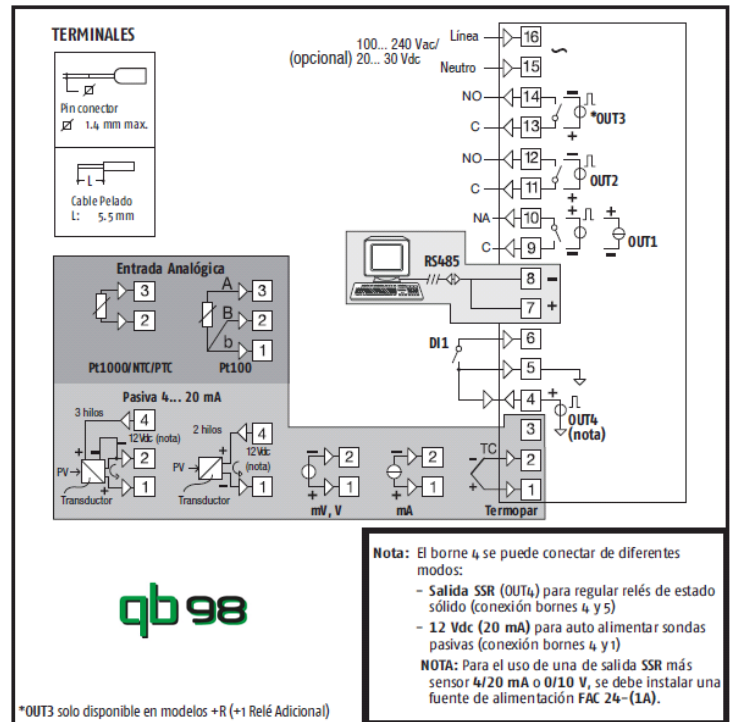 TERMINALES
Pin conector
1.4 mm max.
L
Cable Pelado
L: 5.5 mm
100... 240 Vac/
(opcional) 20... 30 Vdc
Línea 16
Neutro 15
NO 14
C 13
*OUT3
NO 12
C 11
OUT2
NA 10
C 9
OUT1
RS485
8 -
7 +
DI1
6
5
4
OUT4
(nota)
3
TC
- 2
+ 1
Termopar
Entrada Analógica
3
2
Pt1000/NTC/PTC
A 3
B 2
b 1
Pt100
Pasiva 4... 20 mA
3 hilos
4
12Vdc (nota)
+ -
2
PV
+
1
Transductor
2 hilos
4
12Vdc
(nota)
+
PV
-
1
Transductor
- 2
+ 1
mV, V
- 2
+ 1
mA
qb 98
Nota: El borne 4 se puede conectar de diferentes
modos:
- Salida SSR (OUT4) para regular relés de estado
sólido (conexión bornes 4 y 5)
- 12 Vdc (20 mA) para auto alimentar sondas
pasivas (conexión bornes 4 y 1)
NOTA: Para el uso de una de salida SSR más
sensor 4/20 mA o 0/10 V, se debe instalar una
fuente de alimentación FAC 24-(1A).
*OUT3 solo disponible en modelos +R (+1 Relé Adicional)